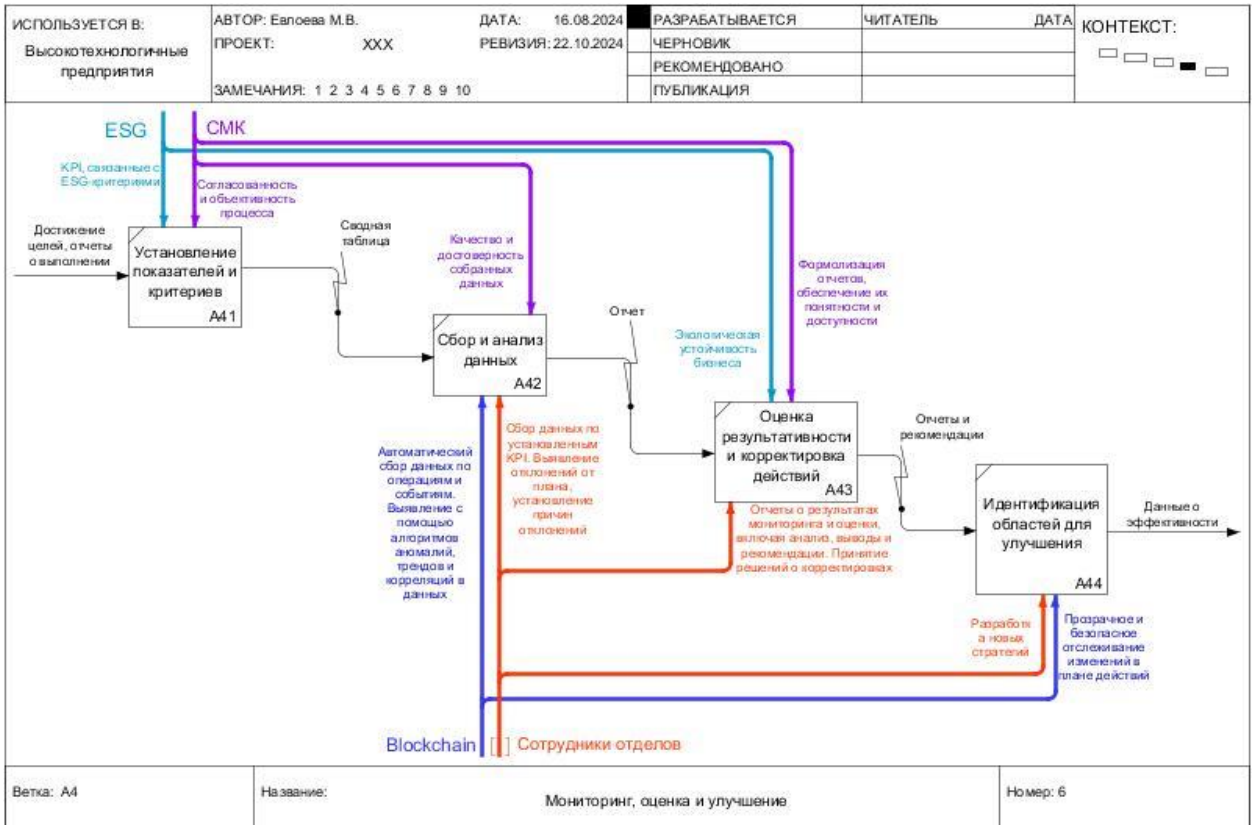 ИСПОЛЬЗУЕТСЯ В:
Высокотехнологичные
предприятия
АВТОР: Евлоева М.В.
ДАТА: 16.08.2024
ПРОЕКТ: XXX
РЕВИЗИЯ: 22.10.2024
ЗАМЕЧАНИЯ: 1 2 3 4 5 6 7 8 9 10
РАЗРАБАТЫВАЕТСЯ
ЧЕРНОВИК
РЕКОМЕНДОВАНО
ПУБЛИКАЦИЯ
ЧИТАТЕЛЬ
ДАТА
КОНТЕКСТ:
ESG
СМК
KPI, связанные с
ESG-критериями
Согласованность
и объективность
процесса
Достижение
целей, отчеты
о выполнении
Установление
показателей и
критериев
A41
Сводная
таблица
Качество и
достоверность
собранных
данных
Сбор и анализ
данных
A42
Отчет
Экологическая
устойчивость
бизнеса
Формолизация
отчетов,
обеспечение их
понятности и
доступности
Оценка
результативности
и корректировка
действий
A43
Отчеты и
рекомендации
Идентификация
областей для
улучшения
A44
Данные о
эффективности
Автоматический
сбор данных по
операциям и
событиям.
Выявление с
помощью
алгоритмов
аномалий,
трендов и
корреляций в
данных
Сбор данных по
установленным
KPI. Выявление
отклонений от
плана,
установление
причин
отклонений
Отчеты о результатах
мониторинга и оценки,
включая анализ, выводы и
рекомендации. Принятие
решений о корректировках
Разработк
а новых
стратегий
Прозрачное и
безопасное
отслеживание
изменений в
плане действий
Blockchain
Сотрудники отделов
Ветка: A4
Название:
Мониторинг, оценка и улучшение
Номер: 6